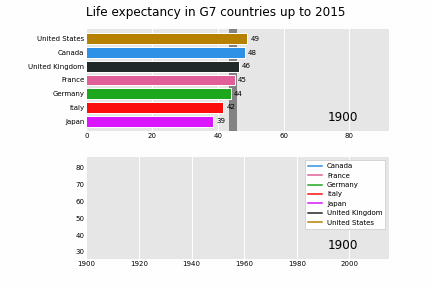 Life expectancy in G7 countries up to 2015
United States 49
Canada 48
United Kingdom 46
France 45
Germany 44
Italy 42
Japan 39
1900
0 20 40 60 80
80
70
60
50
40
30
Canada
France
Germany
Italy
Japan
United Kingdom
United States
1900
1900 1920 1940 1960 1980 2000